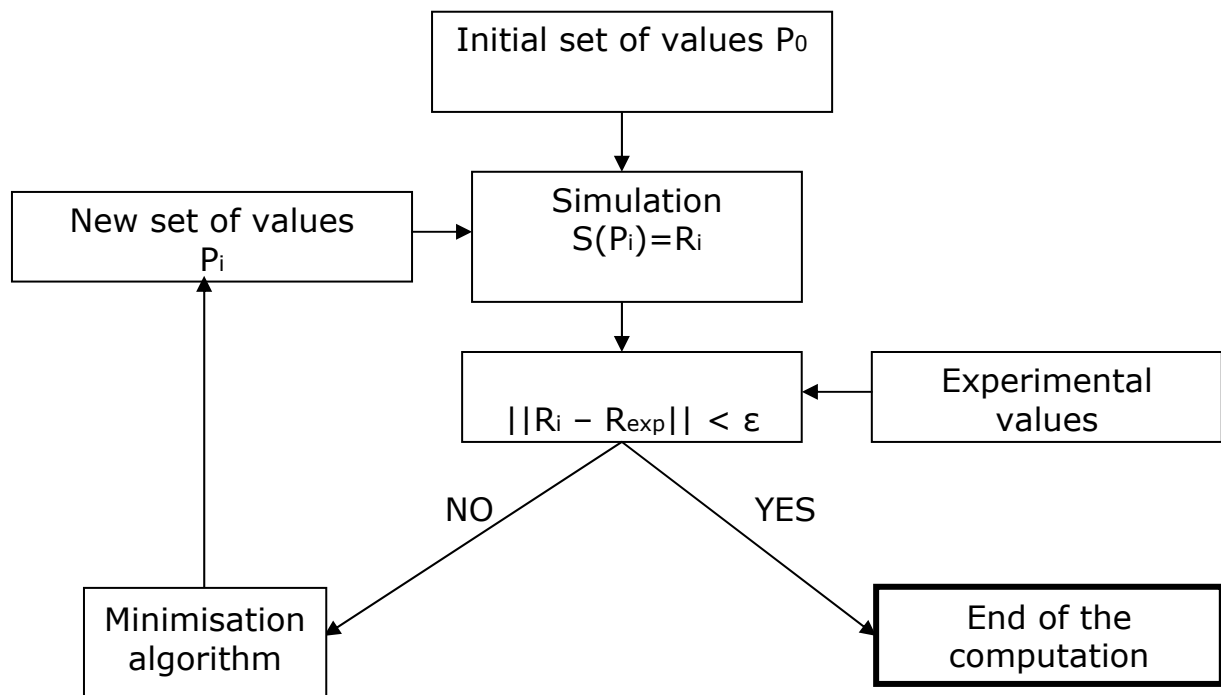 Initial set of values P0
Simulation
S(Pi)=Ri
New set of values
Pi
||Ri – Rexp|| < ε
Experimental
values
NO
YES
Minimisation
algorithm
End of the
computation